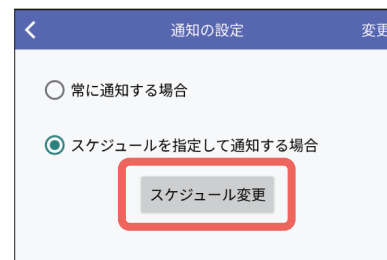 通知の設定 変更
常に通知する場合
スケジュールを指定して通知する場合
スケジュール変更